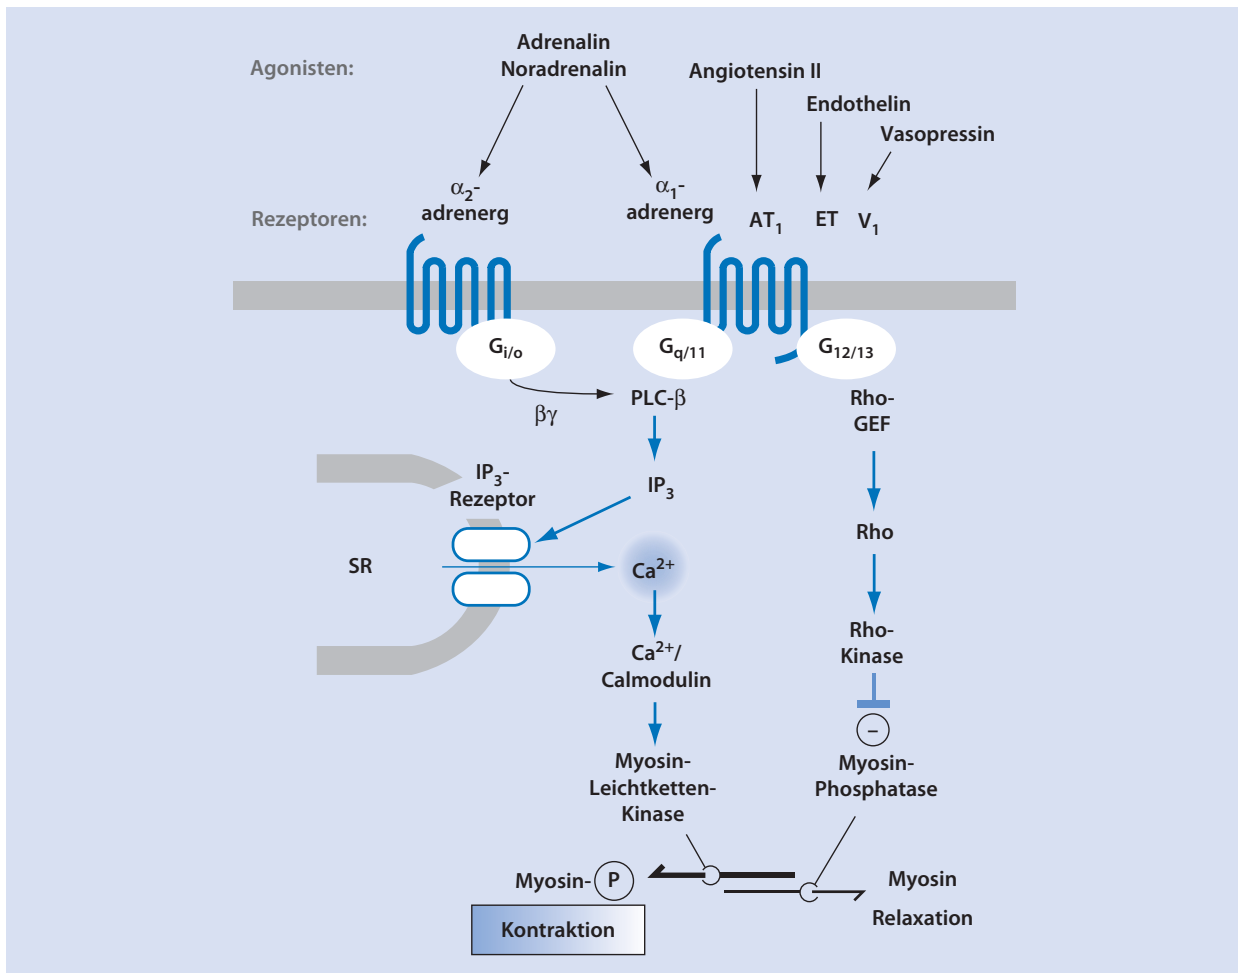 Agonisten:
Adrenalin
Noradrenalin
Angiotensin II
Endothelin
Vasopressin
Rezeptoren:
α2-
adrenerg
α1-
adrenerg
AT1
ET
V1
Gi/o
Gq/11
G12/13
βγ
PLC-β
Rho-
GEF
IP3-
Rezeptor
IP3
Rho
SR
Ca2+
Ca2+/
Calmodulin
Rho-
Kinase
–
Myosin-
Leichtketten-
Kinase
Myosin-
Phosphatase
Myosin- P
Myosin
Relaxation
Kontraktion